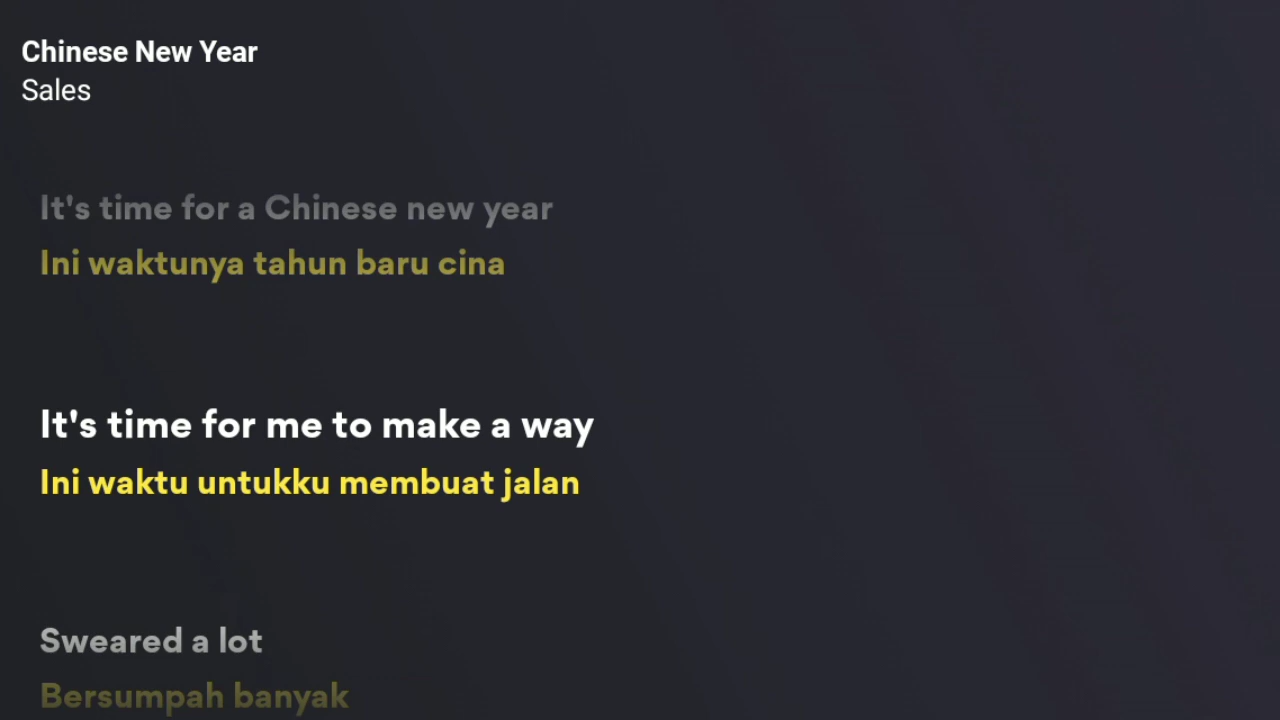 Chinese New Year
Sales
It's time for a Chinese new year
Ini waktunya tahun baru cina
It's time for me to make a way
Ini waktu untukku membuat jalan
Sweared a lot
Bersumpah banyak